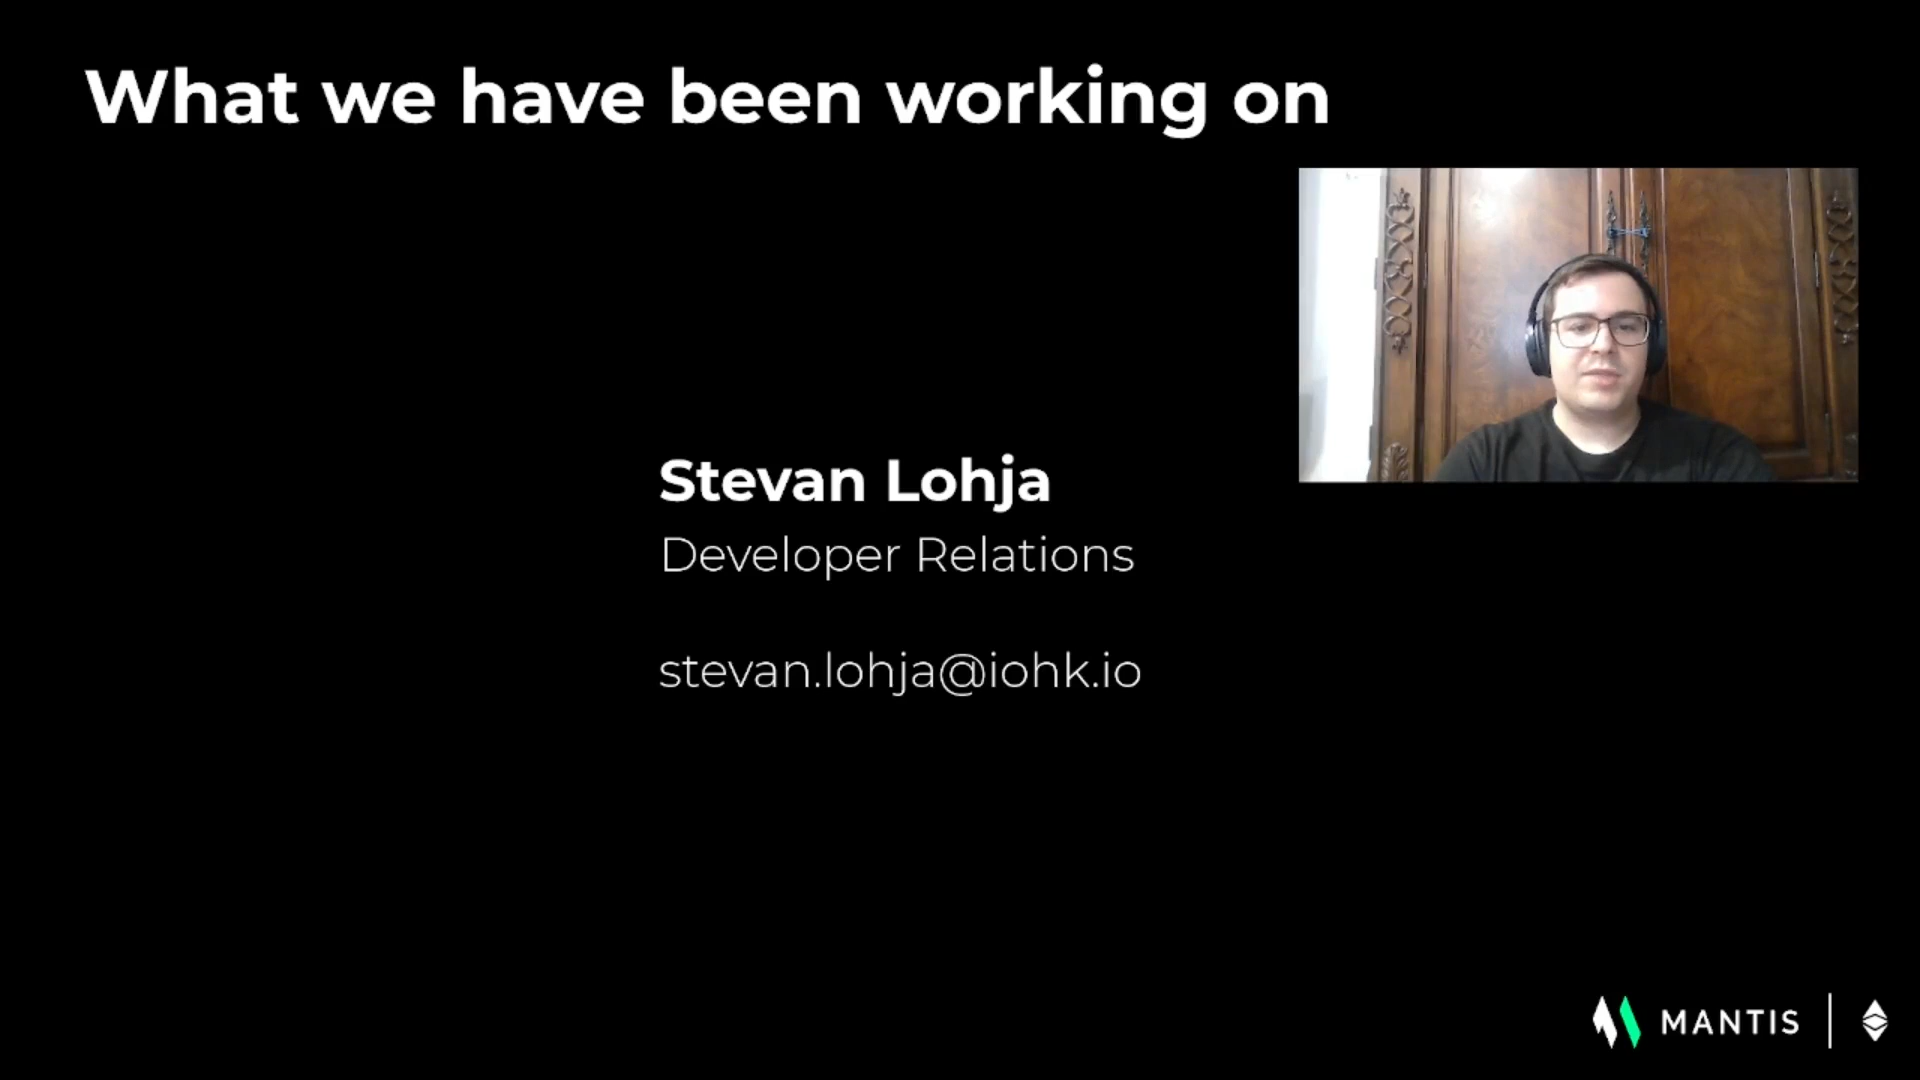 What we have been working on
Stevan Lohja
Developer Relations
stevan.lohja@iohk.io
MANTIS